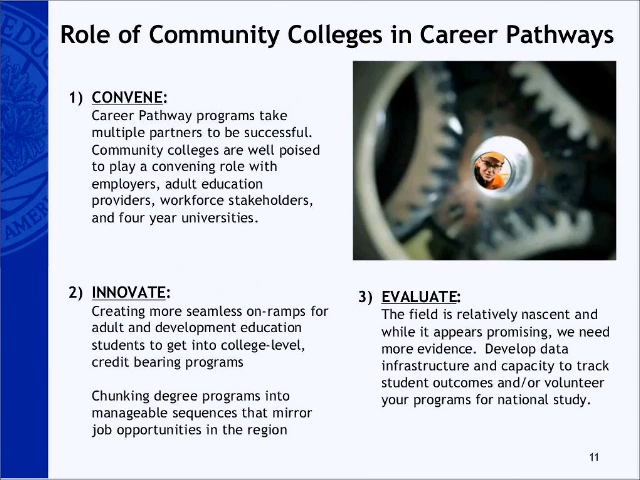 Role of Community Colleges in Career Pathways
1) CONVENE:
Career Pathway programs take
multiple partners to be successful.
Community colleges are well poised
to play a convening role with
employers, adult education
providers, workforce stakeholders,
and four year universities.
2) INNOVATE:
Creating more seamless on-ramps for
adult and development education
students to get into college-level,
credit bearing programs
Chunking degree programs into
manageable sequences that mirror
job opportunities in the region
3) EVALUATE:
The field is relatively nascent and
while it appears promising, we need
more evidence. Develop data
infrastructure and capacity to track
student outcomes and/or volunteer
your programs for national study.
11